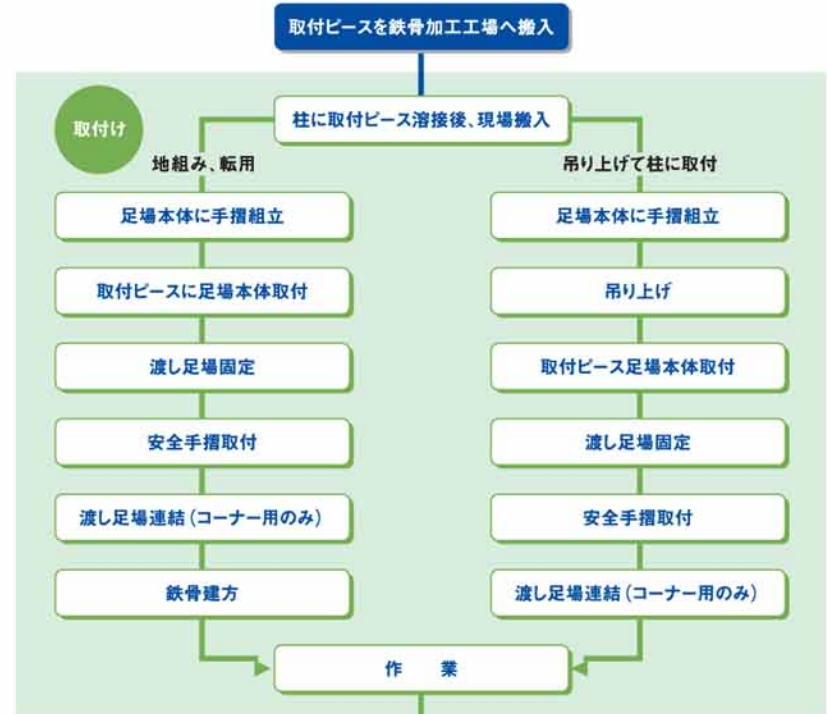 取付ピースを鉄骨加工工場へ搬入
取付け
柱に取付ピース溶接後、現場搬入
地組み、転用
足場本体に手摺組立
取付ピースに足場本体取付
渡し足場固定
安全手摺取付
渡し足場連結（コーナー用のみ）
鉄骨建方
吊り上げて柱に取付
足場本体に手摺組立
吊り上げ
取付ピース足場本体取付
渡し足場固定
安全手摺取付
渡し足場連結（コーナー用のみ）
作　業